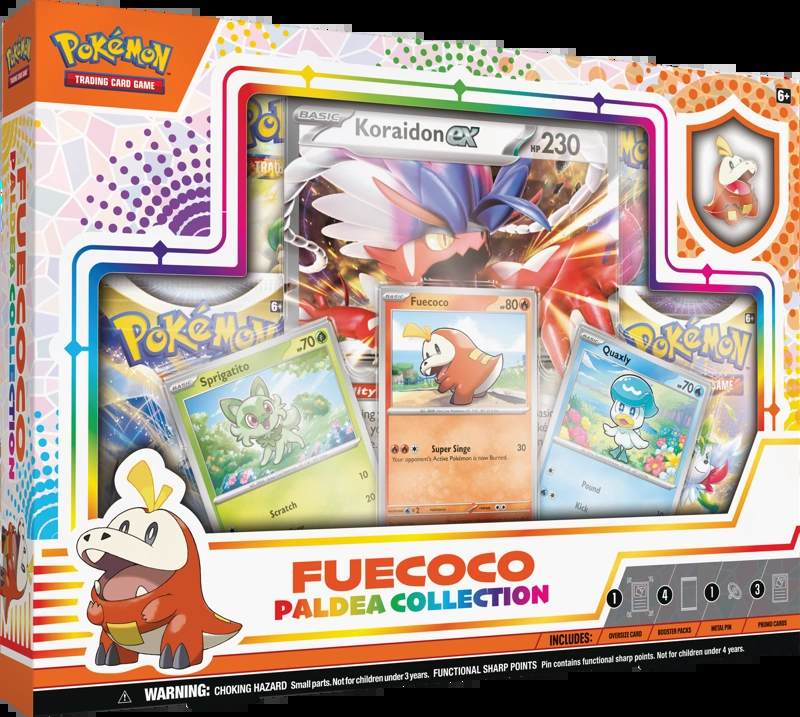 POKéMON
TRADING CARD GAME
6+
FUECOCO
PALDEA COLLECTION
BASIC
Koraidon ex
HP 230
POKéMON
6+
POKéMON
6+
BASIC
Sprigatito
HP 70
Scratch 10
20
BASIC
Fuecoco
HP 80
Super Singe 30
Your opponent's Active Pokémon is now Burned.
BASIC
Quaxly
HP 70
Pound
Kick
FUECOCO
PALDEA COLLECTION
INCLUDES:
1 OVERSIZE CARD
4 BOOSTER PACKS
1 METAL PIN
3 PROMO CARDS
WARNING: CHOKING HAZARD Small parts. Not for children under 3 years. FUNCTIONAL SHARP POINTS Pin contains functional sharp points. Not for children under 4 years.